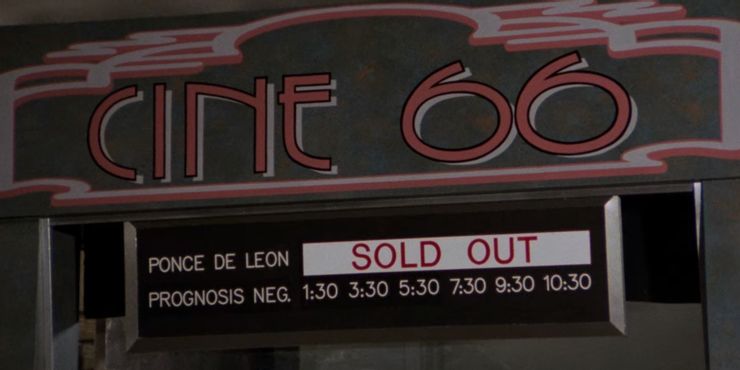 CINE 66
PONCE DE LEON SOLD OUT
PROGNOSIS NEG. 1:30 3:30 5:30 7:30 9:30 10:30